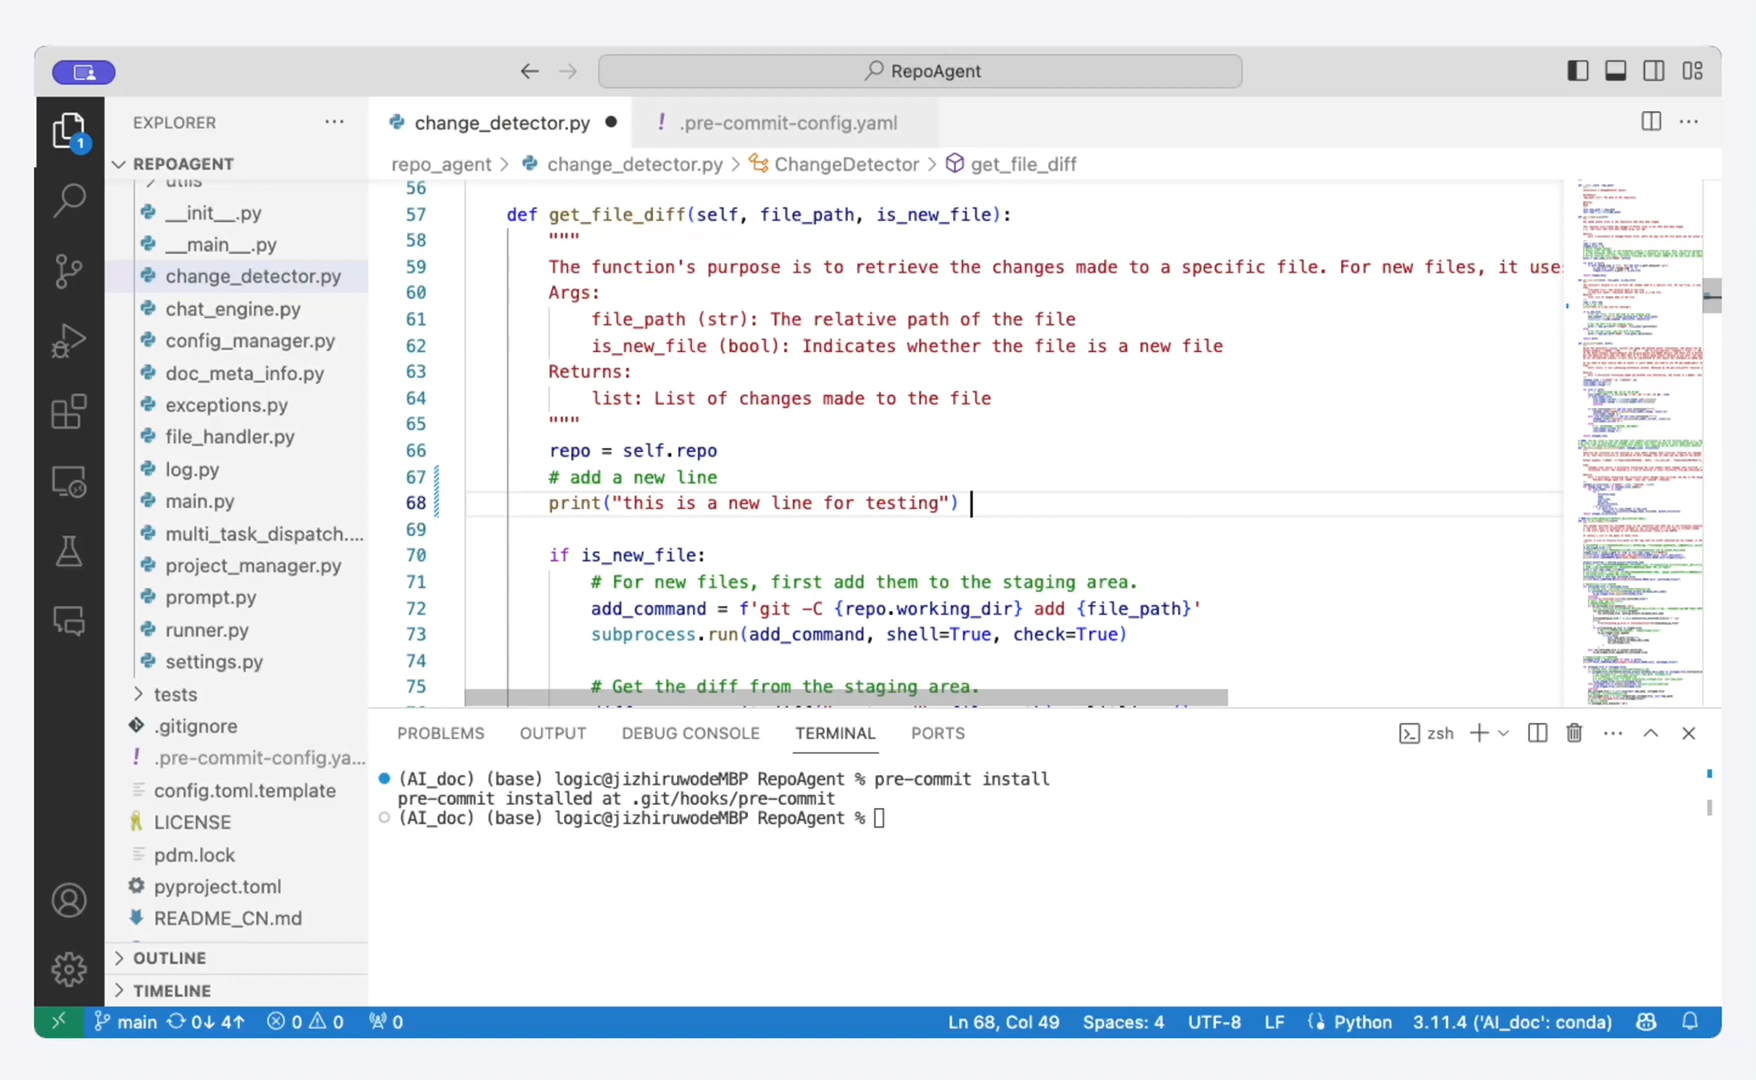 RepoAgent
1
EXPLORER
REPOAGENT
utils
__init__.py
__main__.py
change_detector.py
chat_engine.py
config_manager.py
doc_meta_info.py
exceptions.py
file_handler.py
log.py
main.py
multi_task_dispatch....
project_manager.py
prompt.py
runner.py
settings.py
tests
.gitignore
.pre-commit-config.ya...
config.toml.template
LICENSE
pdm.lock
pyproject.toml
README_CN.md
OUTLINE
TIMELINE
change_detector.py
.pre-commit-config.yaml
repo_agent > change_detector.py > ChangeDetector > get_file_diff
56
57 def get_file_diff(self, file_path, is_new_file):
58 """
59 The function's purpose is to retrieve the changes made to a specific file. For new files, it use
60 Args:
61 file_path (str): The relative path of the file
62 is_new_file (bool): Indicates whether the file is a new file
63 Returns:
64 list: List of changes made to the file
65 """
66 repo = self.repo
67 # add a new line
68 print("this is a new line for testing")
69
70 if is_new_file:
71 # For new files, first add them to the staging area.
72 add_command = f'git -C {repo.working_dir} add {file_path}'
73 subprocess.run(add_command, shell=True, check=True)
74
75 # Get the diff from the staging area.
PROBLEMS OUTPUT DEBUG CONSOLE TERMINAL PORTS
zsh
(AI_doc) (base) logic@jizhiruwodeMBP RepoAgent % pre-commit install
pre-commit installed at .git/hooks/pre-commit
(AI_doc) (base) logic@jizhiruwodeMBP RepoAgent %
main 0↓ 4↑ 0 0 0
Ln 68, Col 49 Spaces: 4 UTF-8 LF Python 3.11.4 ('AI_doc': conda)